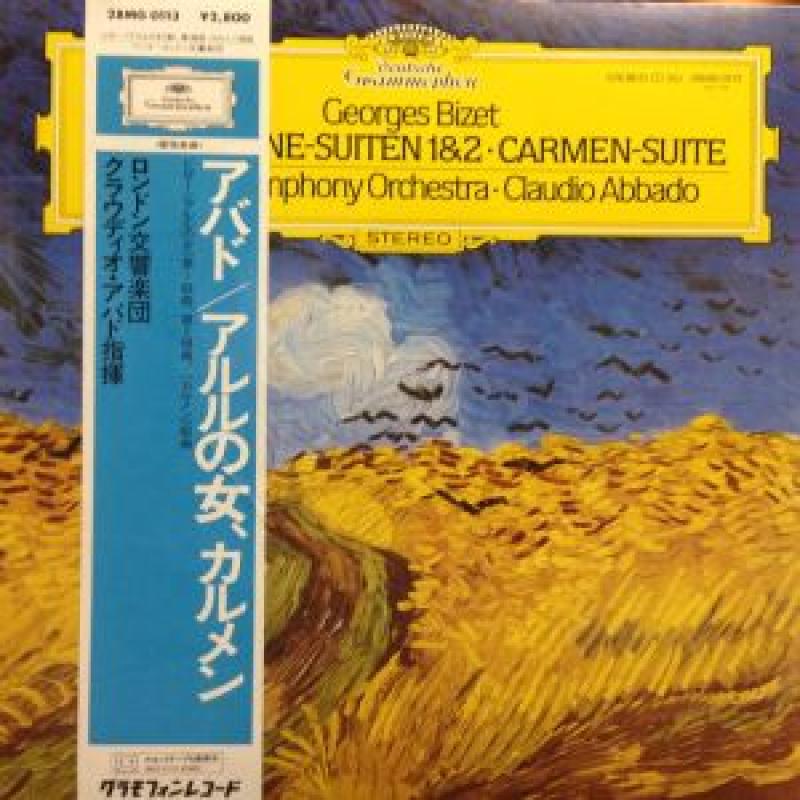 28MG 0113 ¥2,800
Deutsche
Grammophon
Georges Bizet
NE-SUITEN 1&2 · CARMEN-SUITE
mphony Orchestra · Claudio Abbado
STEREO
アバド/アルルの女、カルメン
ロンドン交響楽団
クラウディオ・アバド指揮
グラモフォンレコード